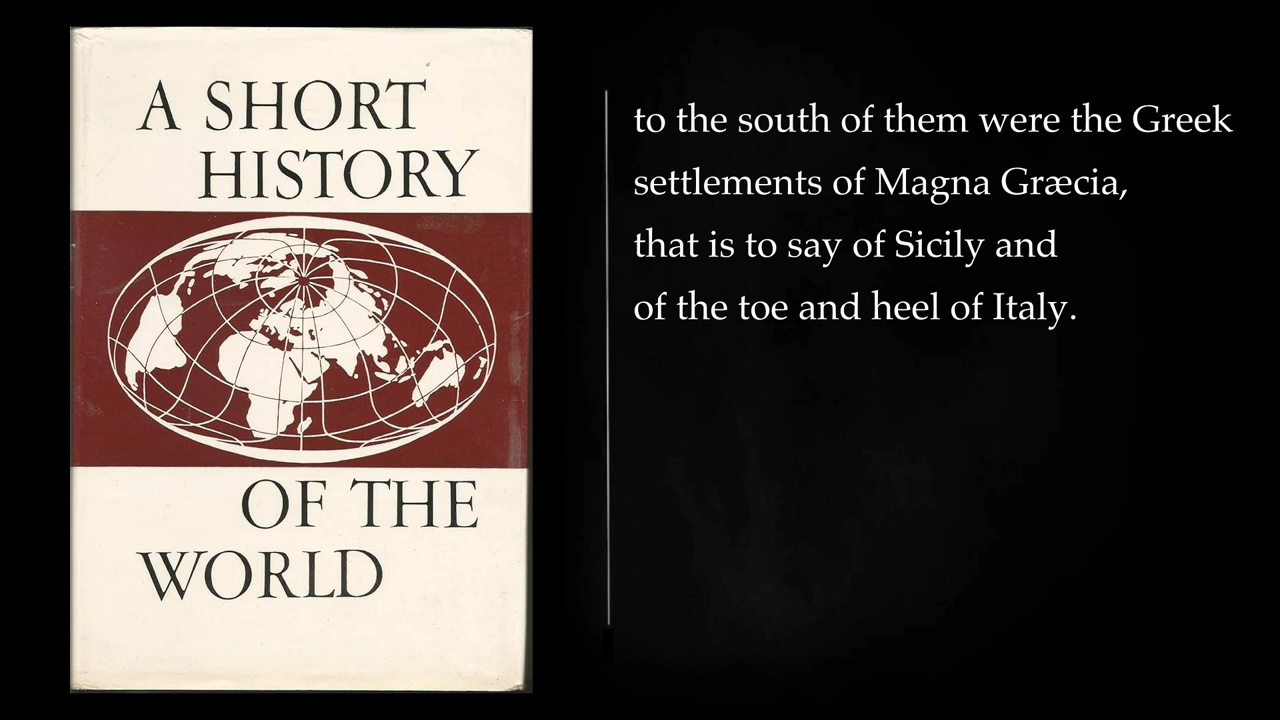 A SHORT
HISTORY
OF THE
WORLD
to the south of them were the Greek
settlements of Magna Græcia,
that is to say of Sicily and
of the toe and heel of Italy.